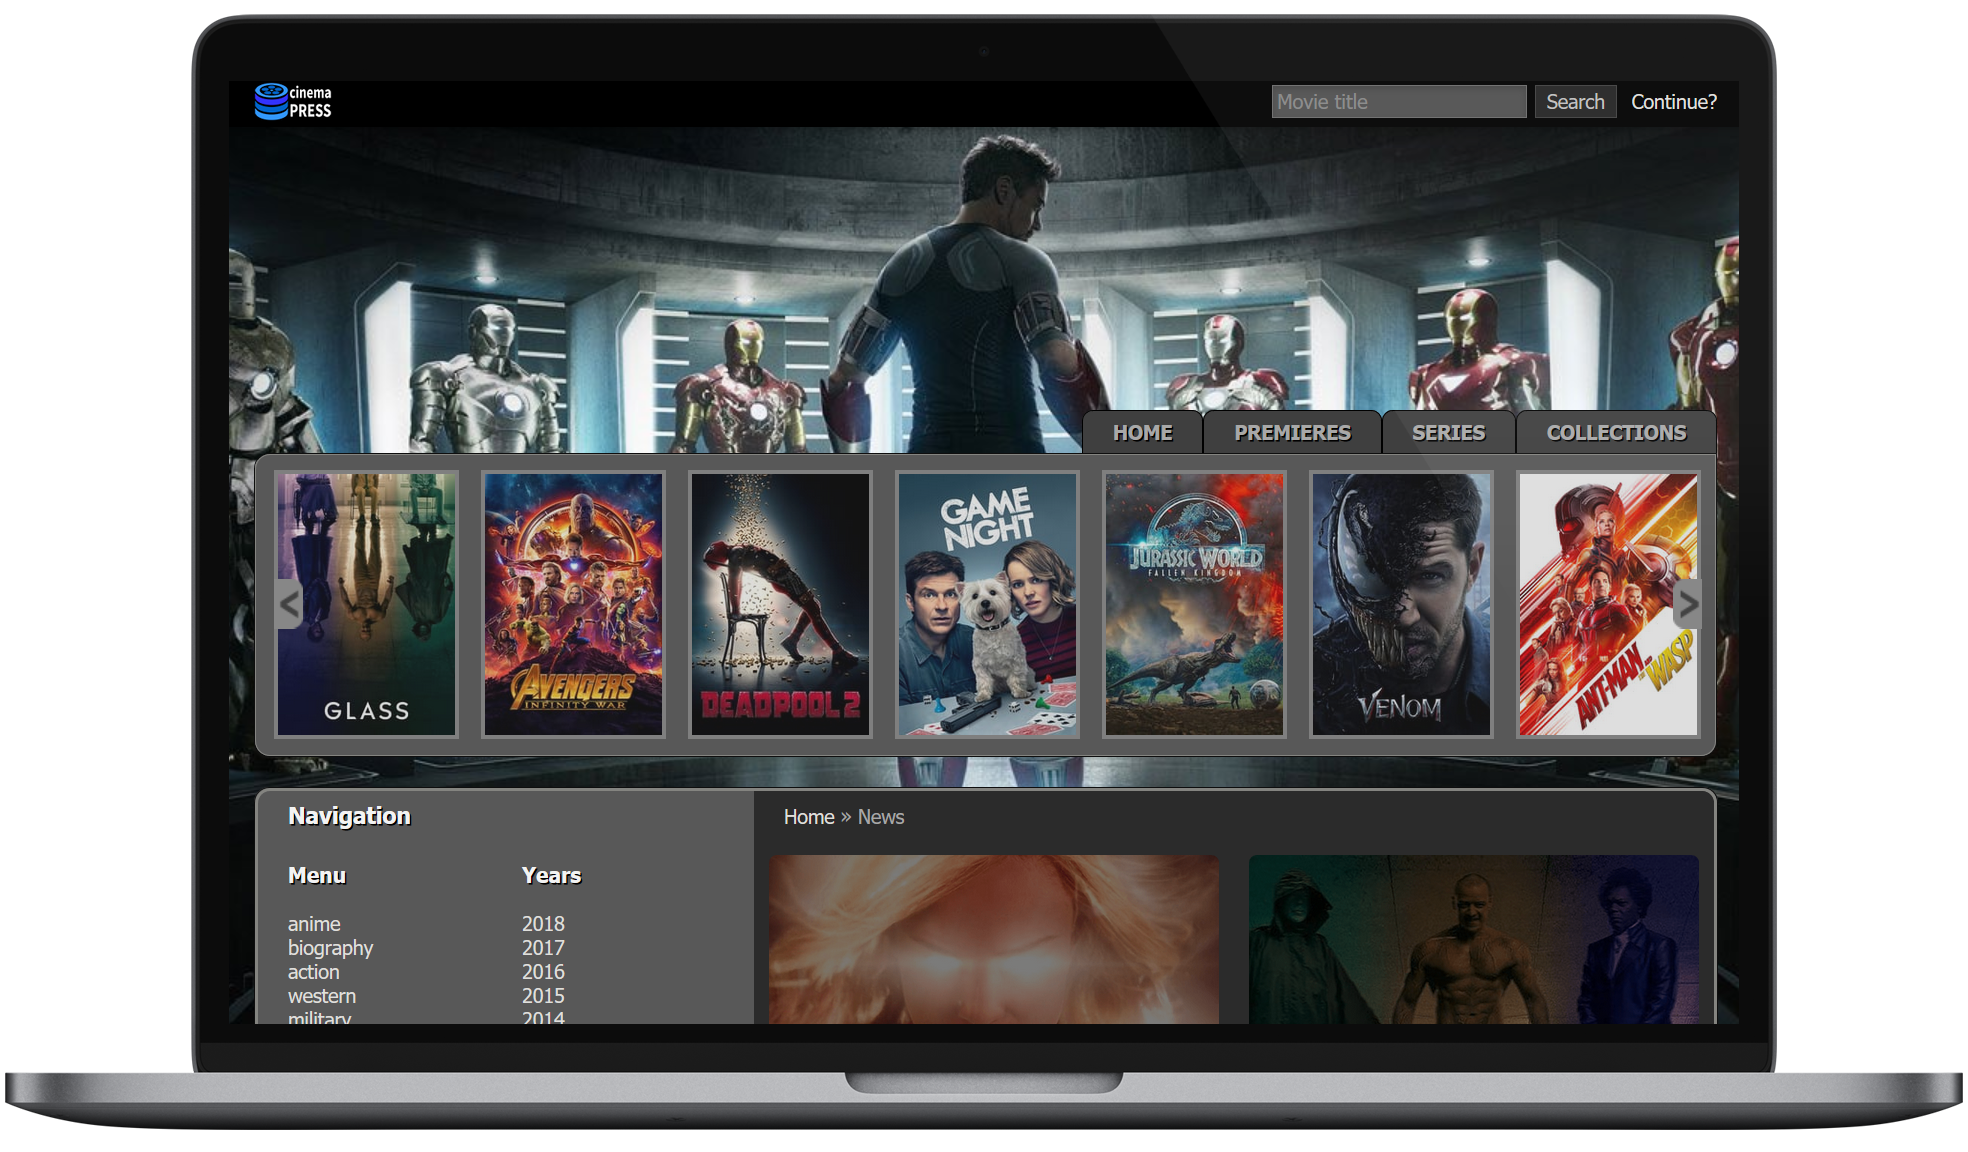 cinema
PRESS
Movie title
Search
Continue?
HOME
PREMIERES
SERIES
COLLECTIONS
<
GLASS
AVENGERS
INFINITY WAR
DEADPOOL 2
GAME
NIGHT
JURASSIC WORLD
FALLEN KINGDOM
VENOM
ANT-MAN
WASP
>
Navigation
Home » News
Menu
Years
anime
2018
biography
2017
action
2016
western
2015
military
2014